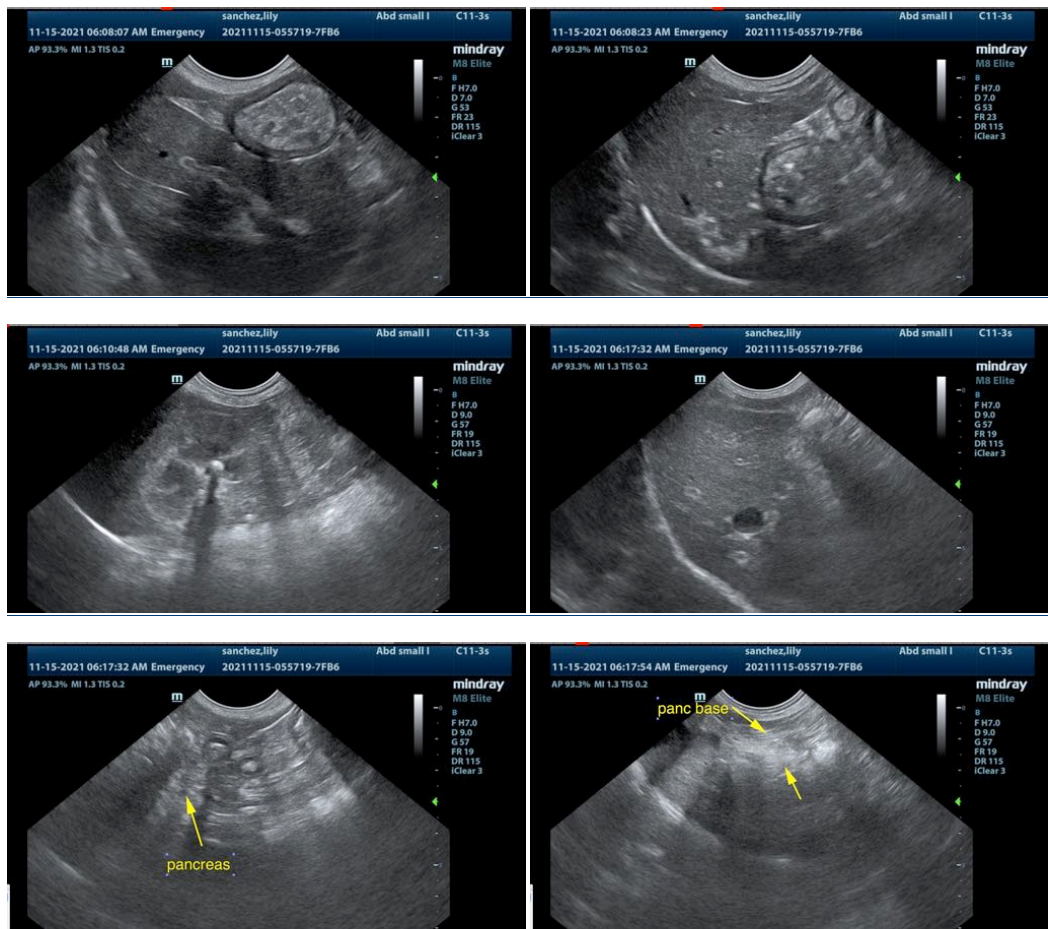 sanchez,lily Abd small I C11-3s
11-15-2021 06:08:07 AM Emergency 20211115-055719-7FB6
AP 93.3% MI 1.3 TIS 0.2
m
mindray
M8 Elite
B
F H7.0
D 7.0
G 53
FR 23
DR 115
iClear 3
0
5
sanchez,lily Abd small I C11-3s
11-15-2021 06:08:23 AM Emergency 20211115-055719-7FB6
AP 93.3% MI 1.3 TIS 0.2
m
mindray
M8 Elite
B
F H7.0
D 7.0
G 53
FR 23
DR 115
iClear 3
0
5
sanchez,lily Abd small I C11-3s
11-15-2021 06:10:48 AM Emergency 20211115-055719-7FB6
AP 93.3% MI 1.3 TIS 0.2
m
mindray
M8 Elite
B
F H7.0
D 9.0
G 57
FR 19
DR 115
iClear 3
0
5
sanchez,lily Abd small I C11-3s
11-15-2021 06:17:32 AM Emergency 20211115-055719-7FB6
AP 93.3% MI 1.3 TIS 0.2
m
mindray
M8 Elite
B
F H7.0
D 9.0
G 57
FR 19
DR 115
iClear 3
0
5
sanchez,lily Abd small I C11-3s
11-15-2021 06:17:32 AM Emergency 20211115-055719-7FB6
AP 93.3% MI 1.3 TIS 0.2
m
mindray
M8 Elite
B
F H7.0
D 9.0
G 57
FR 19
DR 115
iClear 3
0
5
pancreas
sanchez,lily Abd small I C11-3s
11-15-2021 06:17:54 AM Emergency 20211115-055719-7FB6
AP 93.3% MI 1.3 TIS 0.2
m
panc base
mindray
M8 Elite
B
F H7.0
D 9.0
G 57
FR 19
DR 115
iClear 3
0
5